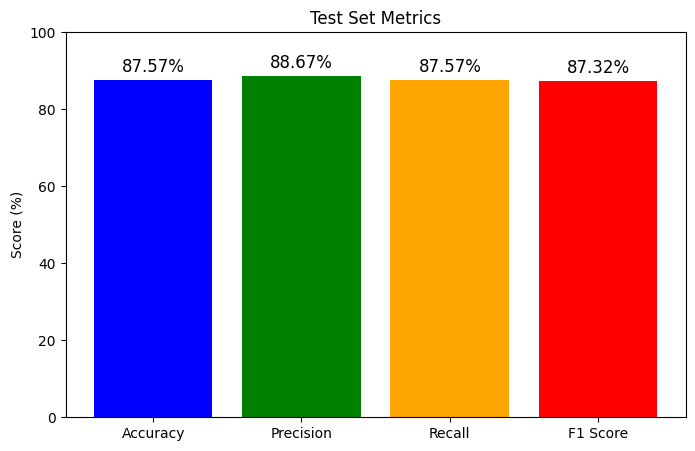 Test Set Metrics
100
80
60
40
20
0
Score (%)
87.57%
88.67%
87.57%
87.32%
Accuracy
Precision
Recall
F1 Score